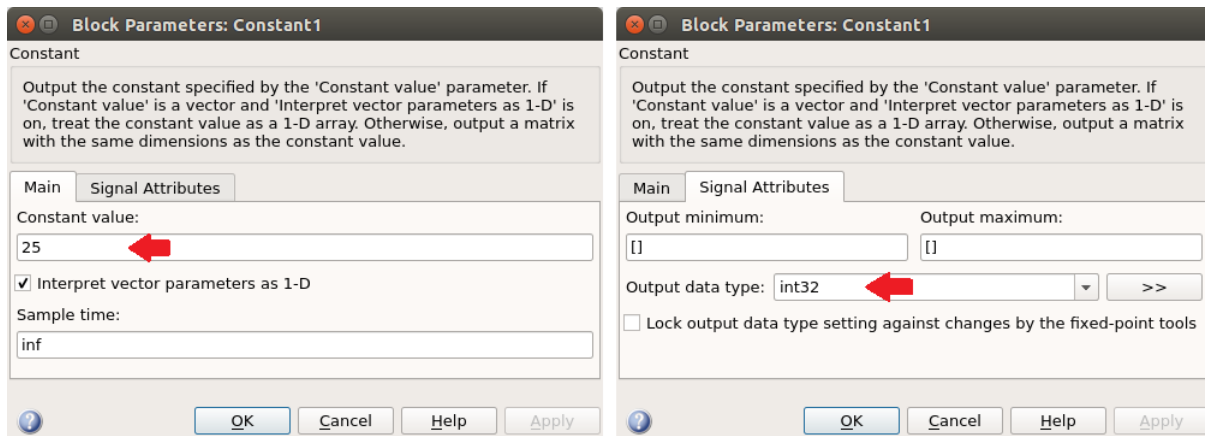 Block Parameters: Constant1
Constant
Output the constant specified by the 'Constant value' parameter. If
'Constant value' is a vector and 'Interpret vector parameters as 1-D' is
on, treat the constant value as a 1-D array. Otherwise, output a matrix
with the same dimensions as the constant value.
Main Signal Attributes
Constant value:
25
Interpret vector parameters as 1-D
Sample time:
inf
? OK Cancel Help Apply
Block Parameters: Constant1
Constant
Output the constant specified by the 'Constant value' parameter. If
'Constant value' is a vector and 'Interpret vector parameters as 1-D' is
on, treat the constant value as a 1-D array. Otherwise, output a matrix
with the same dimensions as the constant value.
Main Signal Attributes
Output minimum: Output maximum:
[] []
Output data type: int32 >>
Lock output data type setting against changes by the fixed-point tools
? OK Cancel Help Apply